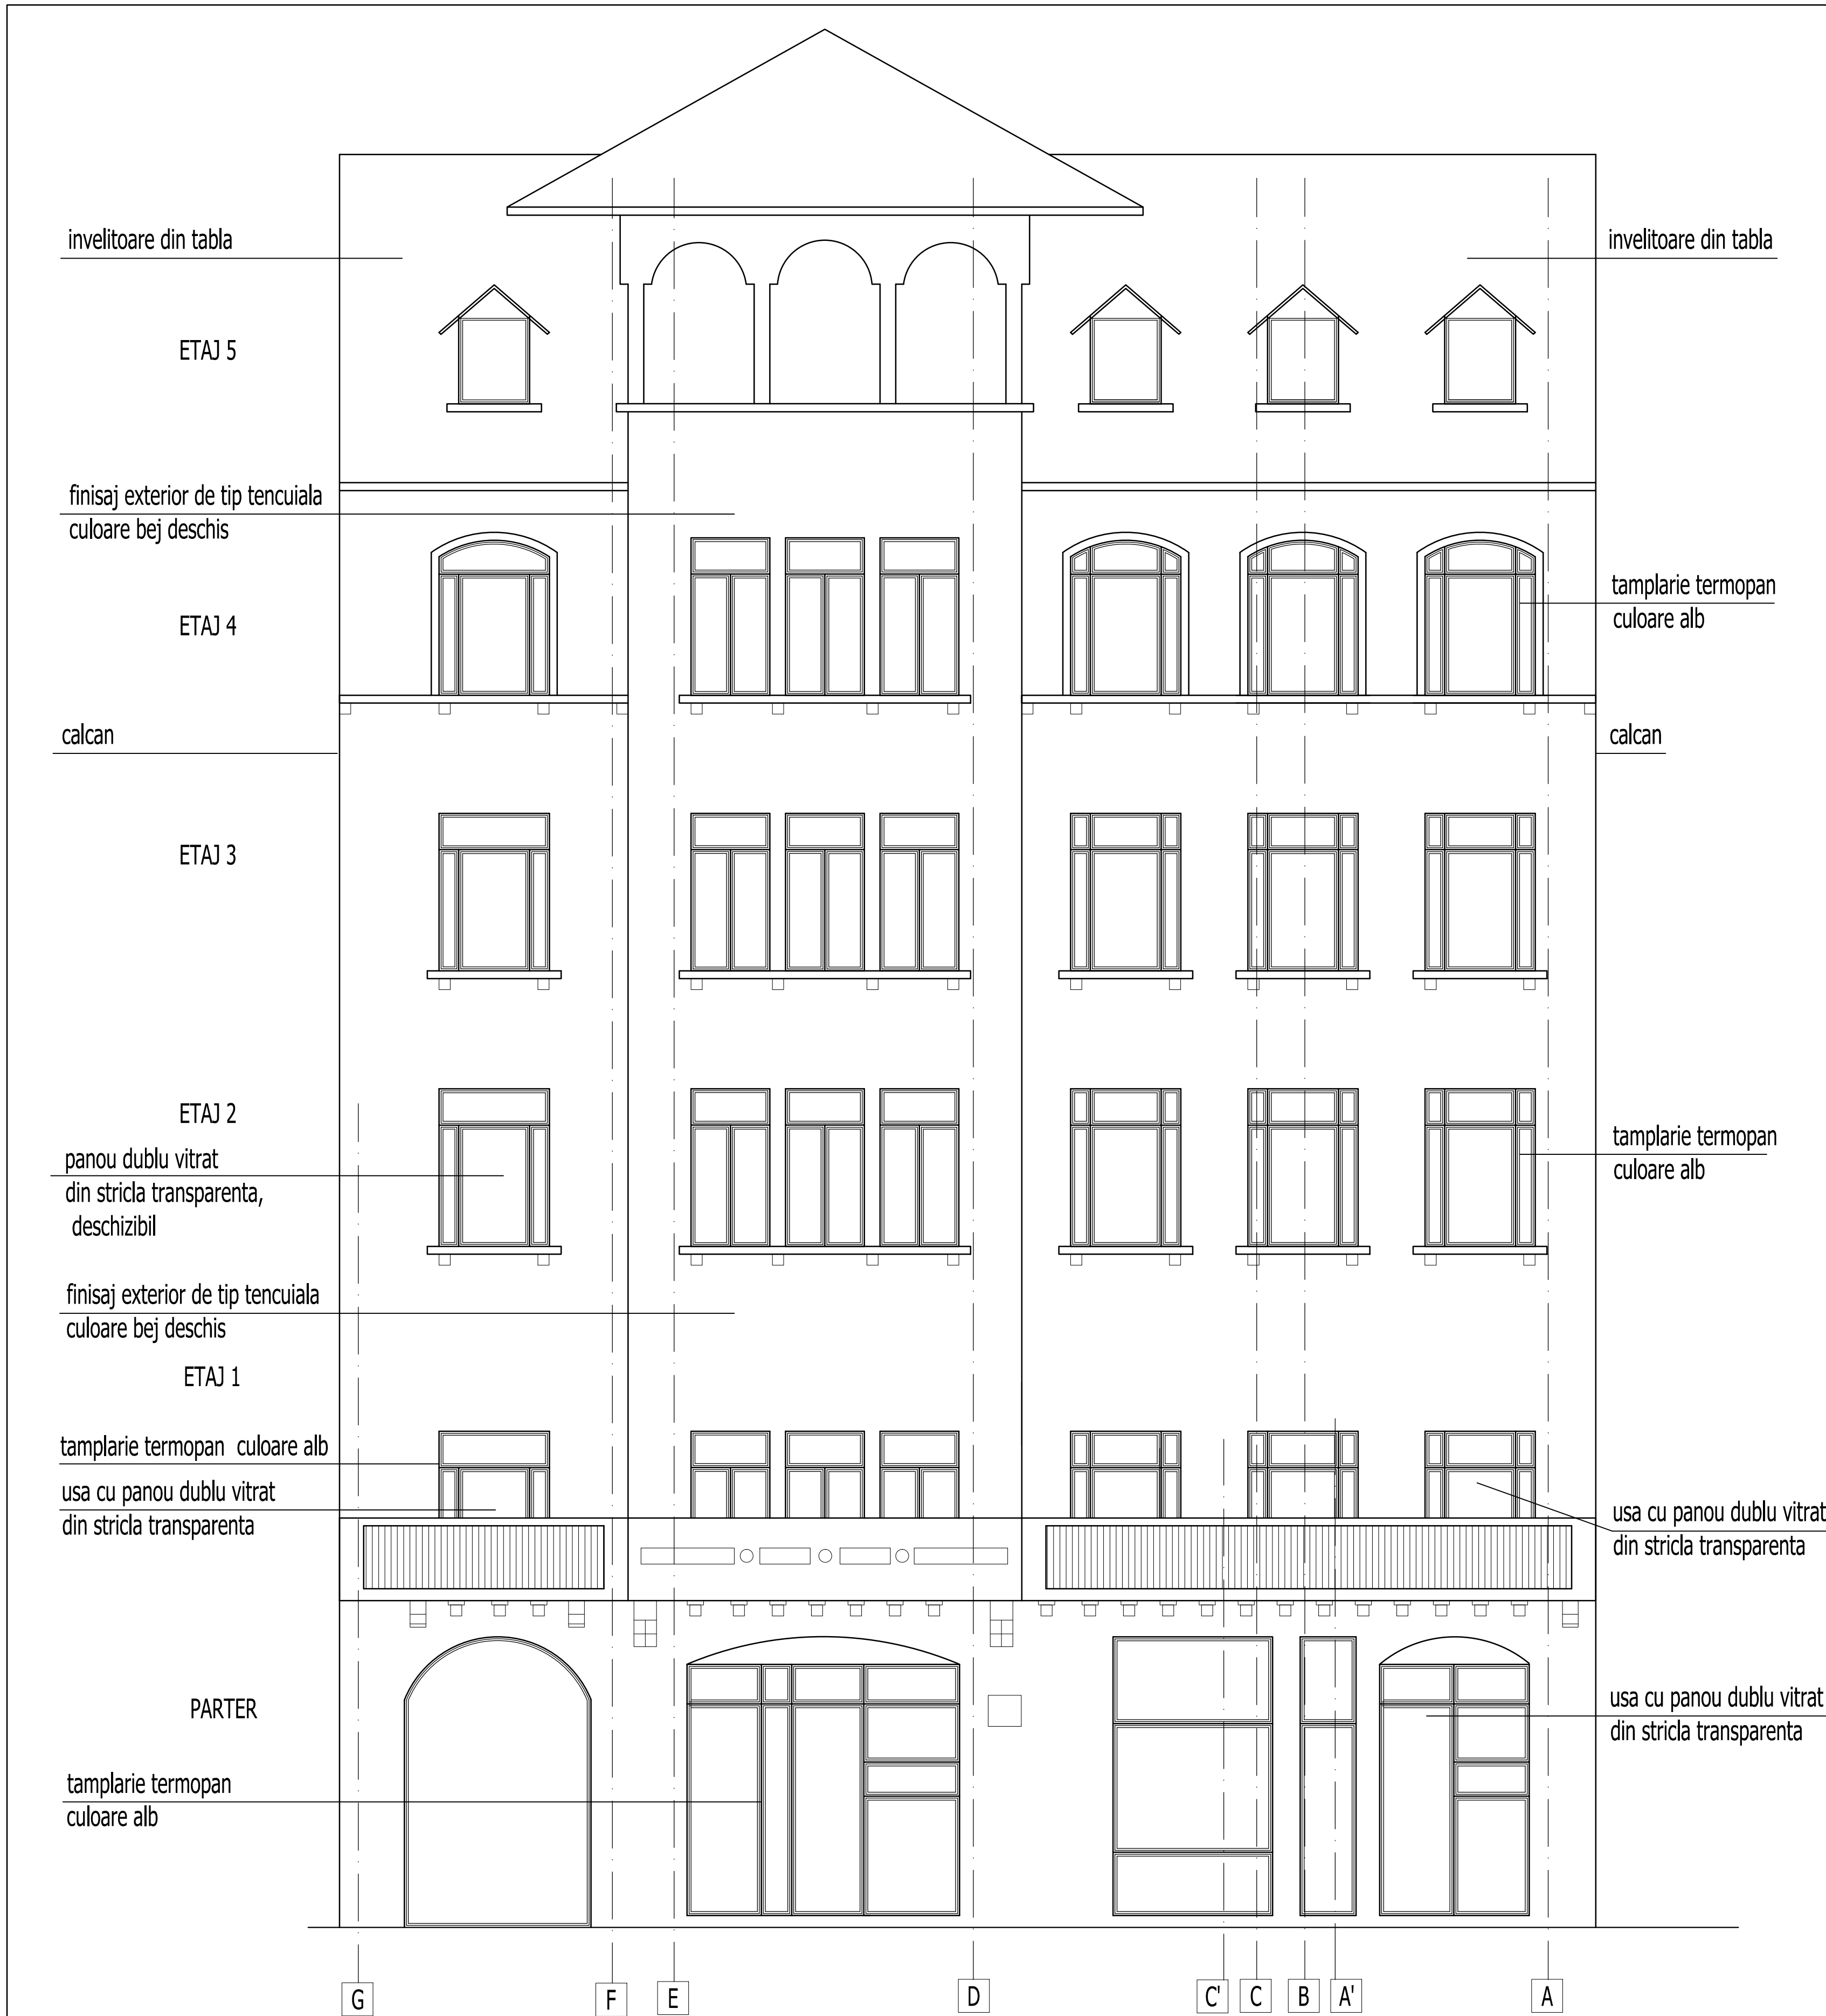 invelitoare din tabla
invelitoare din tabla
ETAJ 5
finisaj exterior de tip tencuiala
culoare bej deschis
tamplarie termopan
culoare alb
ETAJ 4
calcan
calcan
ETAJ 3
ETAJ 2
tamplarie termopan
culoare alb
panou dublu vitrat
din stricla transparenta,
deschizibil
finisaj exterior de tip tencuiala
culoare bej deschis
ETAJ 1
tamplarie termopan culoare alb
usa cu panou dublu vitrat
din stricla transparenta
usa cu panou dublu vitrat
din stricla transparenta
PARTER
usa cu panou dublu vitrat
din stricla transparenta
tamplarie termopan
culoare alb
G F E D C' C B A' A